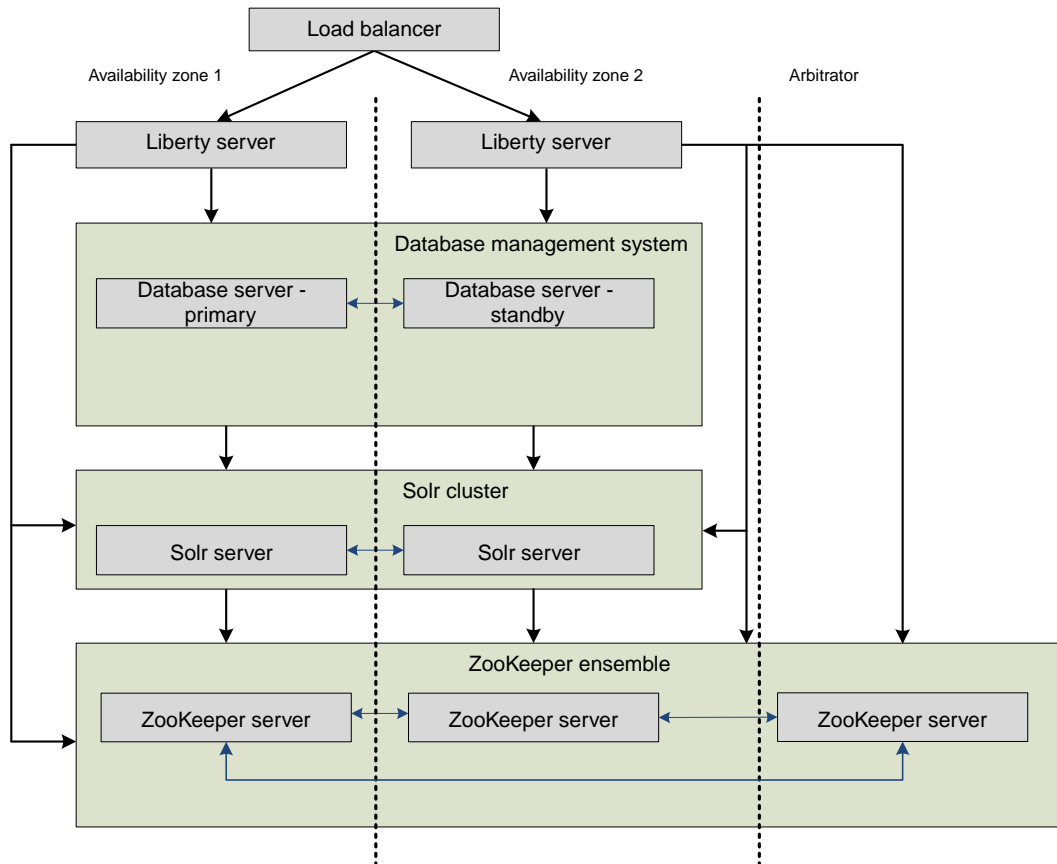 Load balancer
Availability zone 1
Availability zone 2
Arbitrator
Liberty server
Liberty server
Database management system
Database server -
primary
Database server -
standby
Solr cluster
Solr server
Solr server
ZooKeeper ensemble
ZooKeeper server
ZooKeeper server
ZooKeeper server